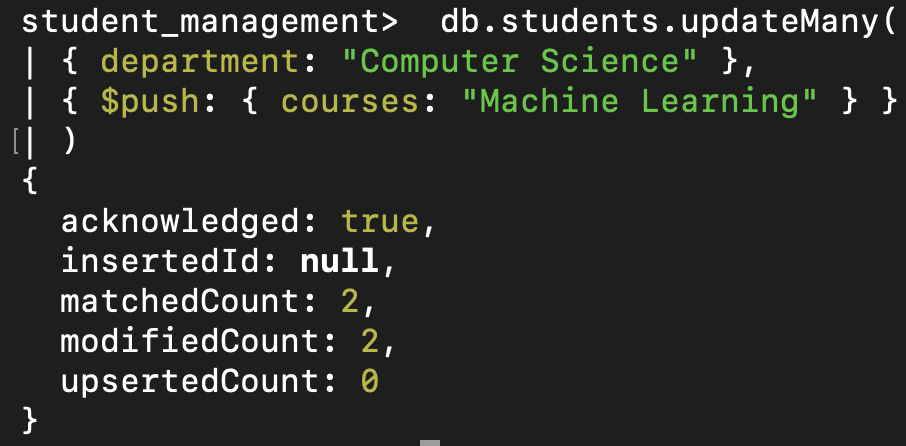 student_management>  db.students.updateMany(
| { department: "Computer Science" },
| { $push: { courses: "Machine Learning" } }
[| )
{
  acknowledged: true,
  insertedId: null,
  matchedCount: 2,
  modifiedCount: 2,
  upsertedCount: 0
}